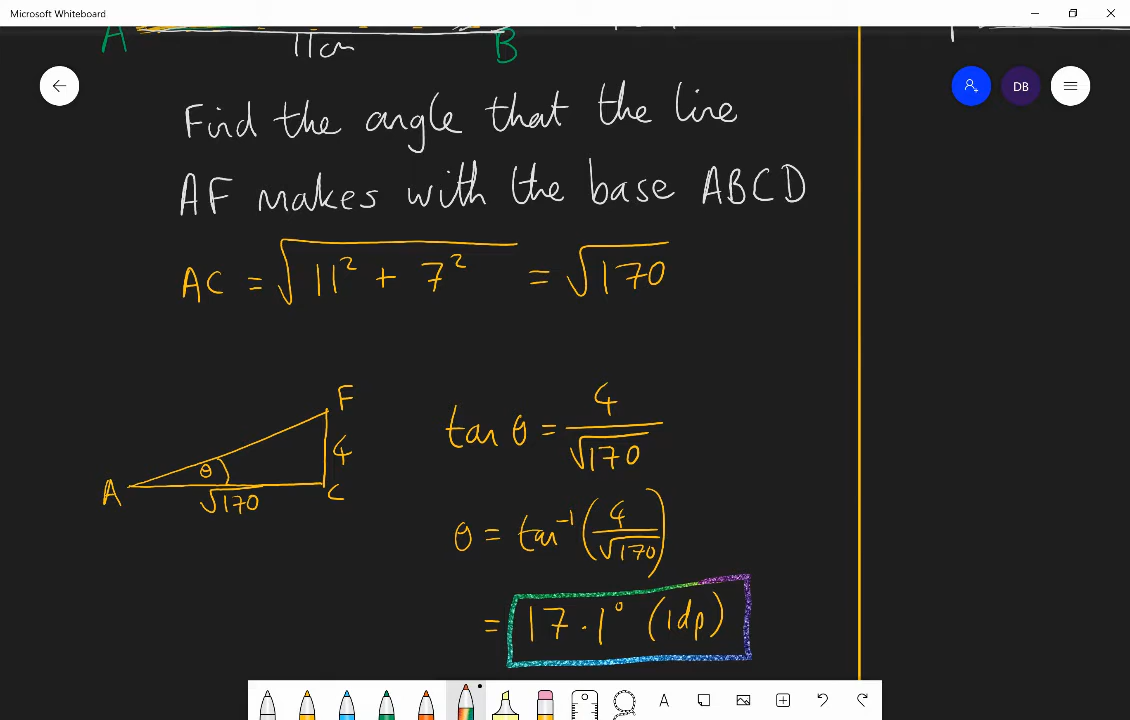 Microsoft Whiteboard
A
11cm
B
DB
Find the angle that the line
AF makes with the base ABCD
AC = √(11² + 7²) = √170
F
4
θ
A
√170
C
tan θ = 4/√170
θ = tan⁻¹(4/√170)
= 17.1° (1dp)
A